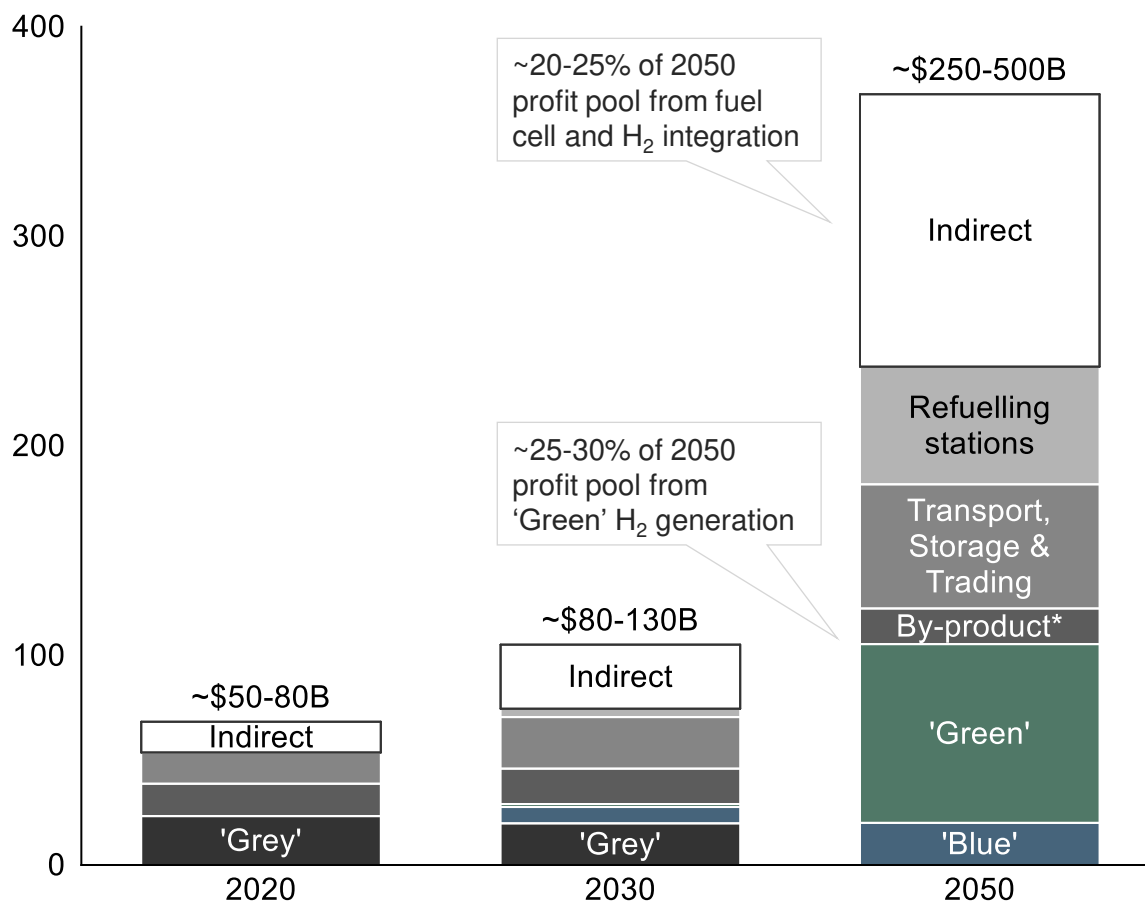 400
300
200
100
0
~20-25% of 2050
profit pool from fuel
cell and H₂ integration
~25-30% of 2050
profit pool from
‘Green’ H₂ generation
~$50-80B
Indirect
'Grey'
2020
~$80-130B
Indirect
'Grey'
2030
~$250-500B
Indirect
Refuelling
stations
Transport,
Storage &
Trading
By-product*
'Green'
'Blue'
2050